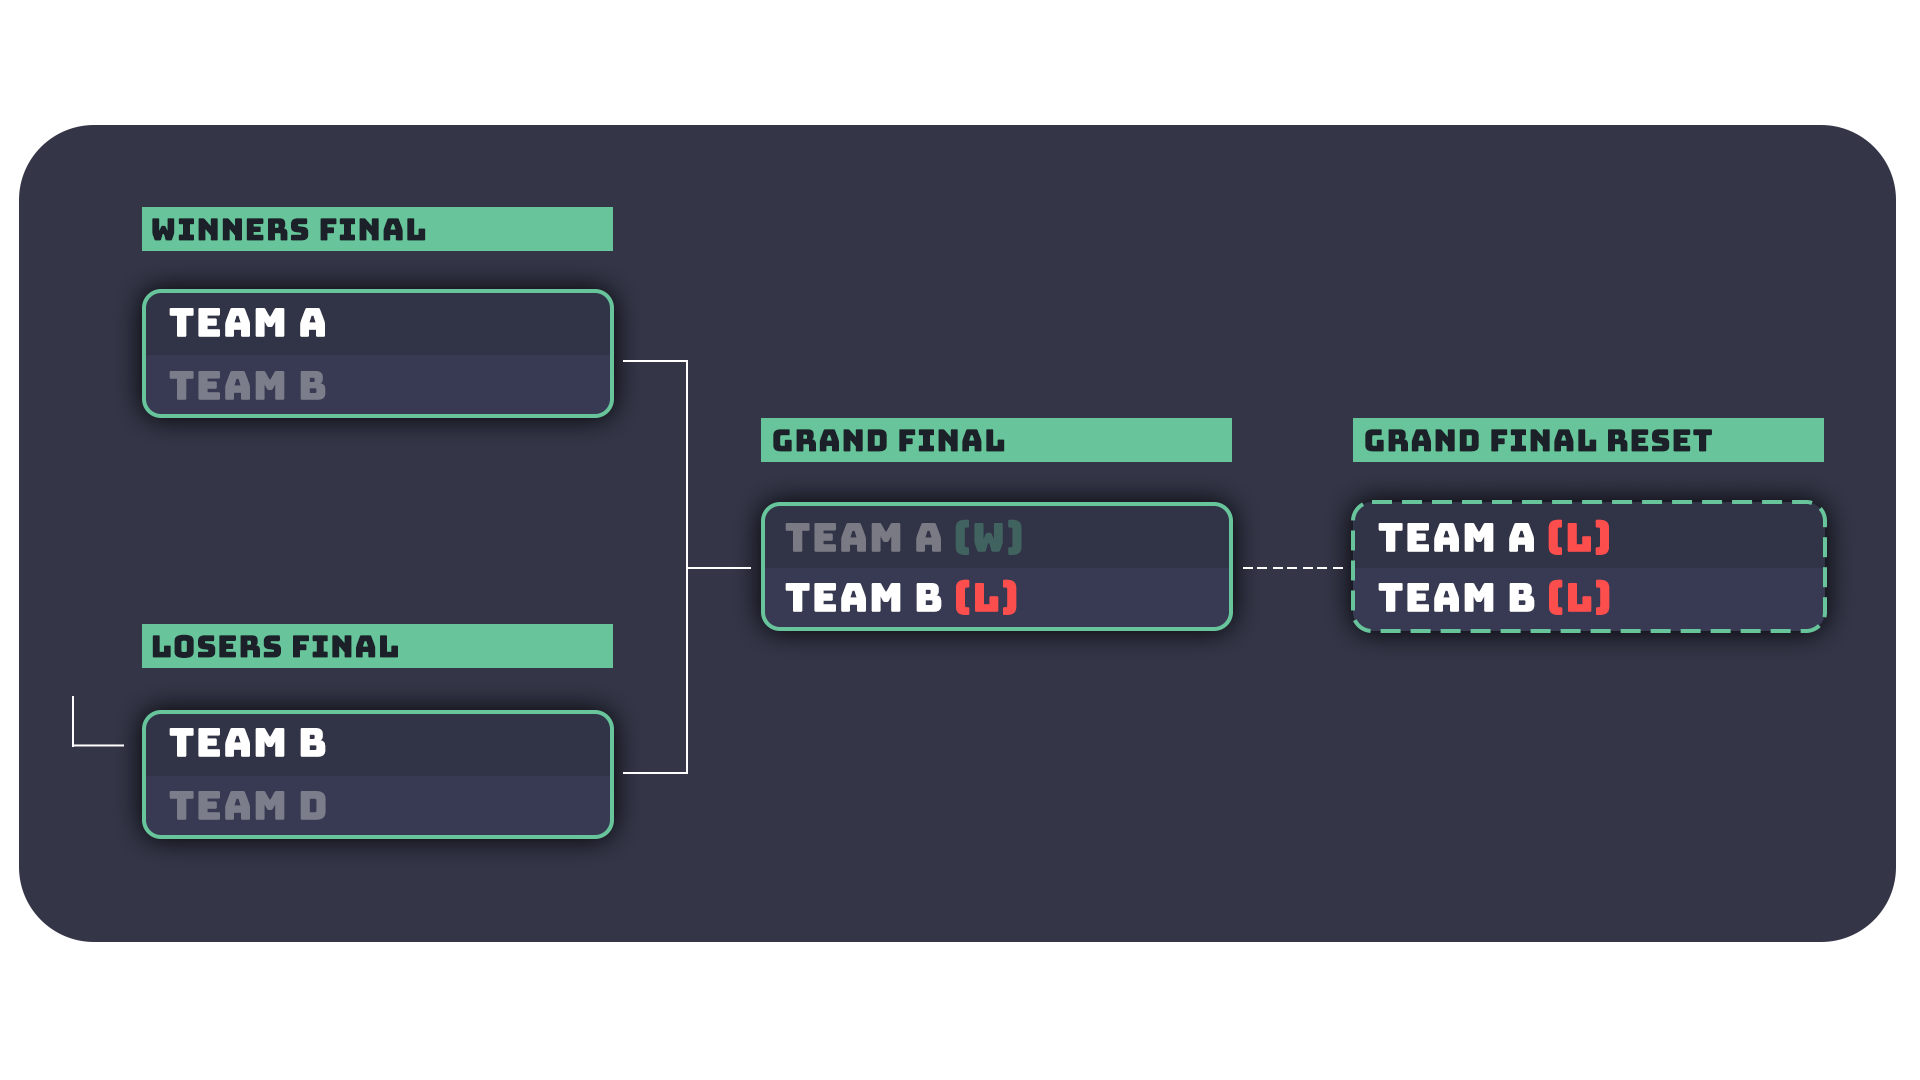 WINNERS FINAL
TEAM A
TEAM B
LOSERS FINAL
TEAM B
TEAM D
GRAND FINAL
TEAM A (W)
TEAM B (L)
GRAND FINAL RESET
TEAM A (L)
TEAM B (L)